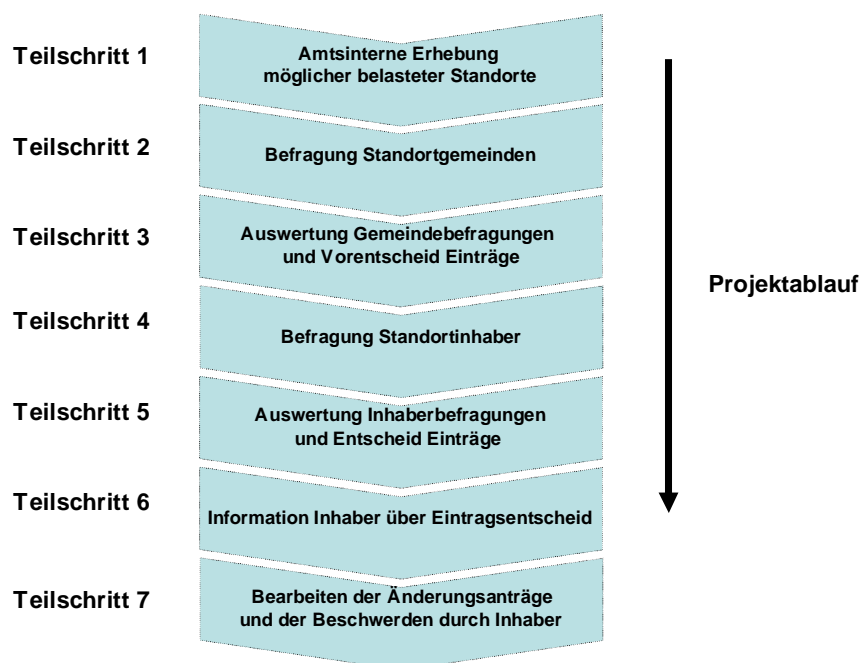 Teilschritt 1
Amtsinterne Erhebung
möglicher belasteter Standorte
Teilschritt 2
Befragung Standortgemeinden
Teilschritt 3
Auswertung Gemeindebefragungen
und Vorentscheid Einträge
Projektablauf
Teilschritt 4
Befragung Standortinhaber
Teilschritt 5
Auswertung Inhaberbefragungen
und Entscheid Einträge
Teilschritt 6
Information Inhaber über Eintragsentscheid
Teilschritt 7
Bearbeiten der Änderungsanträge
und der Beschwerden durch Inhaber